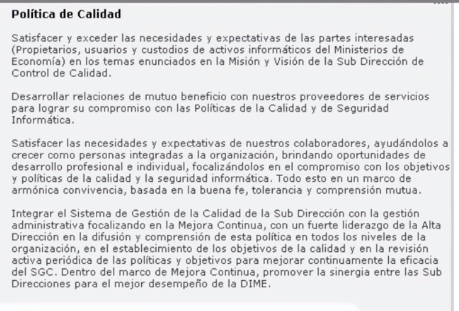 Política de Calidad
Satisfacer y exceder las necesidades y expectativas de las partes interesadas
(Propietarios, usuarios y custodios de activos informáticos del Ministerios de
Economía) en los temas enunciados en la Misión y Visión de la Sub Dirección de
Control de Calidad.
Desarrollar relaciones de mutuo beneficio con nuestros proveedores de servicios
para lograr su compromiso con las Políticas de la Calidad y de Seguridad
Informática.
Satisfacer las necesidades y expectativas de nuestros colaboradores, ayudándolos a
crecer como personas integradas a la organización, brindando oportunidades de
desarrollo profesional e individual, focalizándolos en el compromiso con los objetivos
y políticas de la calidad y la seguridad informática. Todo esto en un marco de
armónica convivencia, basada en la buena fe, tolerancia y comprensión mutua.
Integrar el Sistema de Gestión de la Calidad de la Sub Dirección con la gestión
administrativa focalizando en la Mejora Continua, con un fuerte liderazgo de la Alta
Dirección en la difusión y comprensión de esta política en todos los niveles de la
organización, en el establecimiento de los objetivos de la calidad y en la revisión
activa periódica de las políticas y objetivos para mejorar continuamente la eficacia
del SGC. Dentro del marco de Mejora Continua, promover la sinergia entre las Sub
Direcciones para el mejor desempeño de la DIME.